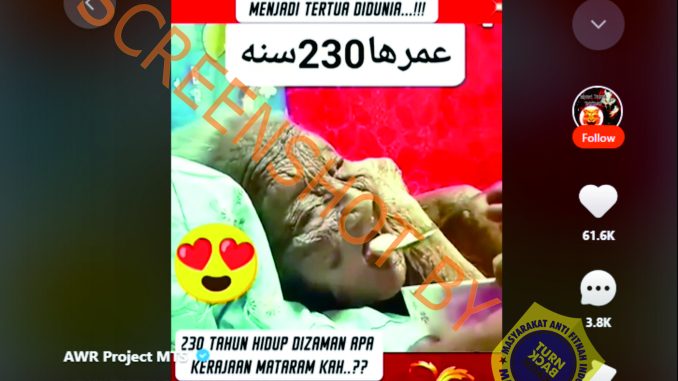 MENJADI TERTUA DIDUNIA...!!!
عمرها230سنه
SCREENSHOT BY
Follow
61.6K
3.8K
230 TAHUN HIDUP DIZAMAN APA
KERAJAAN MATARAM KAH..??
AWR Project MTS
MASYARAKAT ANTI FITNAH IND
TURN
BACK